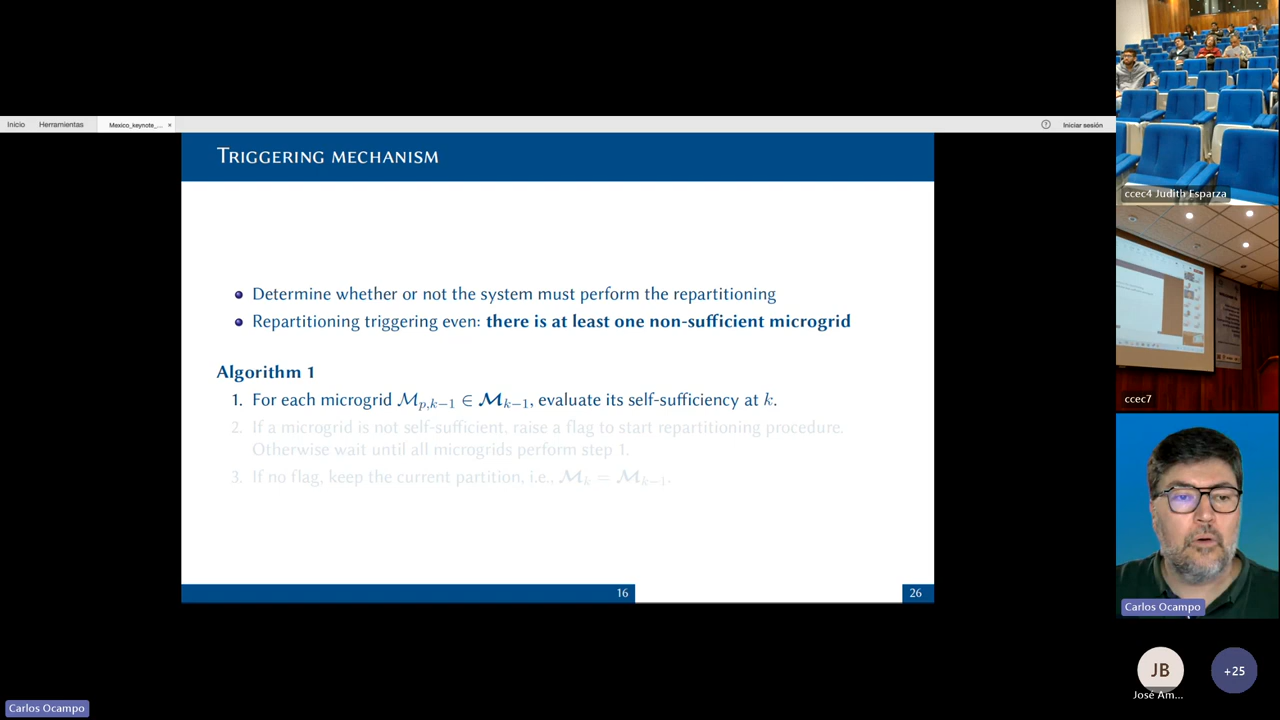 Inicio Herramientas Mexico_keynote_... × ? Iniciar sesión
TRIGGERING MECHANISM
Determine whether or not the system must perform the repartitioning
Repartitioning triggering even: there is at least one non-sufficient microgrid
Algorithm 1
1. For each microgrid 𝓜p,k−1 ∈ 𝓜k−1, evaluate its self-sufficiency at k.
2. If a microgrid is not self-sufficient, raise a flag to start repartitioning procedure.
Otherwise wait until all microgrids perform step 1.
3. If no flag, keep the current partition, i.e., 𝓜k = 𝓜k−1.
16 26
ccec4 Judith Esparza
ccec7
Carlos Ocampo
JB +25
José Am...
Carlos Ocampo